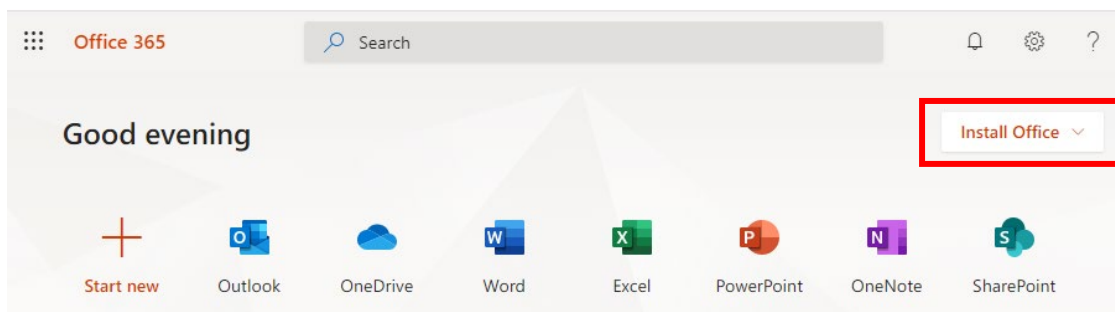 Office 365
Search
?
Good evening
Install Office
O
W
X
P
N
S
Start new
Outlook
OneDrive
Word
Excel
PowerPoint
OneNote
SharePoint